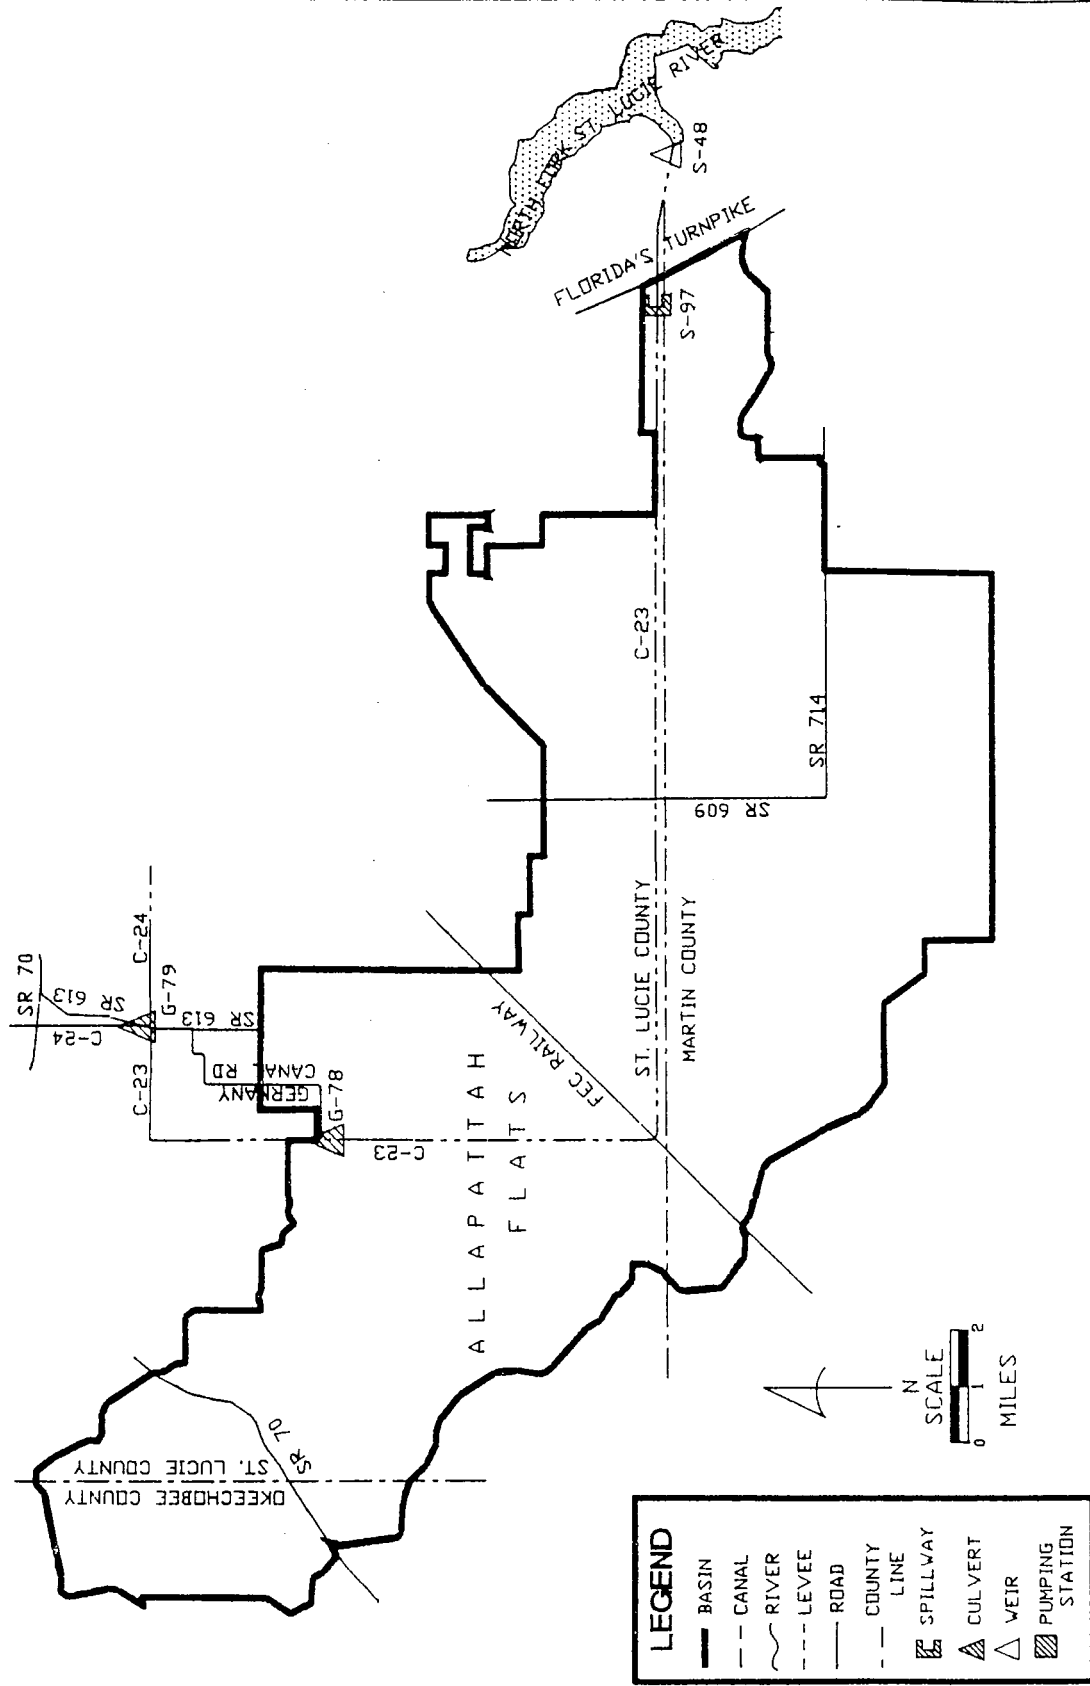 NORTH FORK ST. LUCIE RIVER
S-48
FLORIDA'S TURNPIKE
S-97
C-23
SR 714
SR 609
ST. LUCIE COUNTY
MARTIN COUNTY
FEC RAILWAY
ALLAPATTAH
FLATS
SR 70
SR 613
C-24
C-24
G-79
SR 613
C-23
GERMANY
CANAL RD
G-78
C-23
SR 70
ST. LUCIE COUNTY
OKEECHOBEE COUNTY
N
SCALE
0 1 2
MILES
LEGEND
BASIN
CANAL
RIVER
LEVEE
ROAD
COUNTY
LINE
SPILLWAY
CULVERT
WEIR
PUMPING
STATION